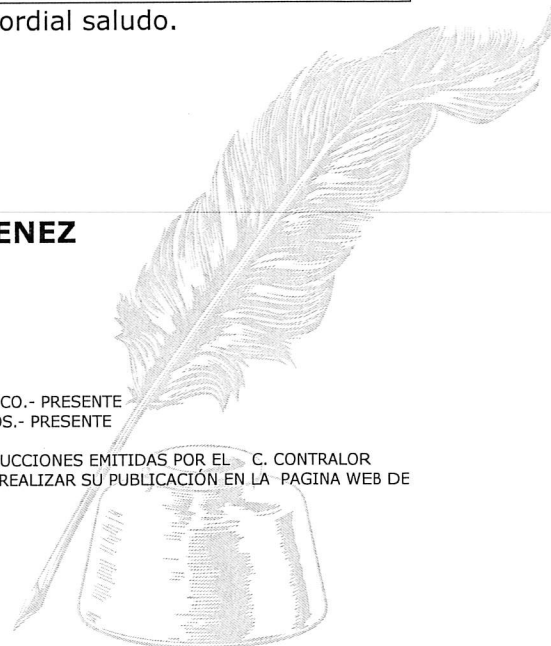 ordial saludo.
ENEZ
CO.- PRESENTE
OS.- PRESENTE
UCCIONES EMITIDAS POR EL C. CONTRALOR
REALIZAR SU PUBLICACIÓN EN LA PAGINA WEB DE